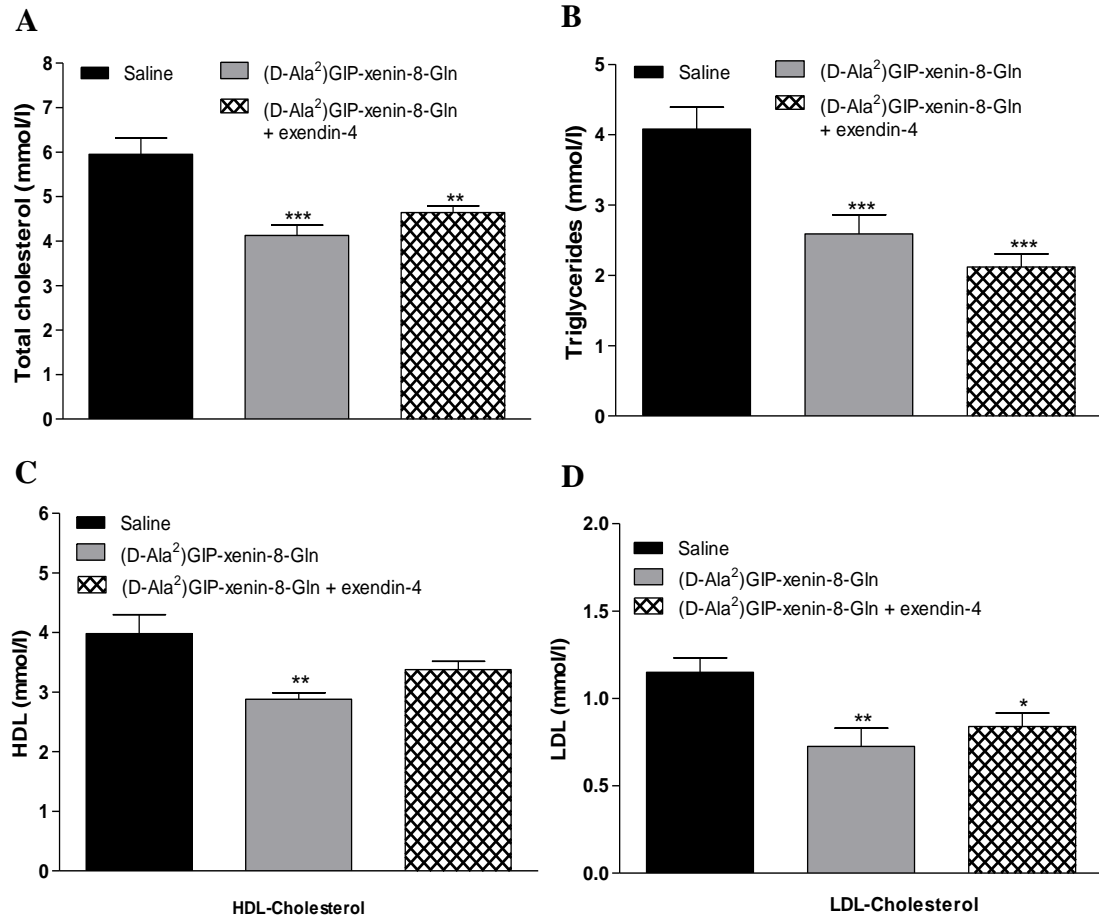 A
Total cholesterol (mmol/l)
8
7
6
5
4
3
2
1
0
Saline
(D-Ala²)GIP-xenin-8-Gln
(D-Ala²)GIP-xenin-8-Gln
+ exendin-4
***
**
B
Triglycerides (mmol/l)
5
4
3
2
1
0
Saline
(D-Ala²)GIP-xenin-8-Gln
(D-Ala²)GIP-xenin-8-Gln
+ exendin-4
***
***
C
HDL (mmol/l)
6
5
4
3
2
1
0
Saline
(D-Ala²)GIP-xenin-8-Gln
(D-Ala²)GIP-xenin-8-Gln + exendin-4
**
HDL-Cholesterol
D
LDL (mmol/l)
2.0
1.5
1.0
0.5
0.0
Saline
(D-Ala²)GIP-xenin-8-Gln
(D-Ala²)GIP-xenin-8-Gln + exendin-4
**
*
LDL-Cholesterol